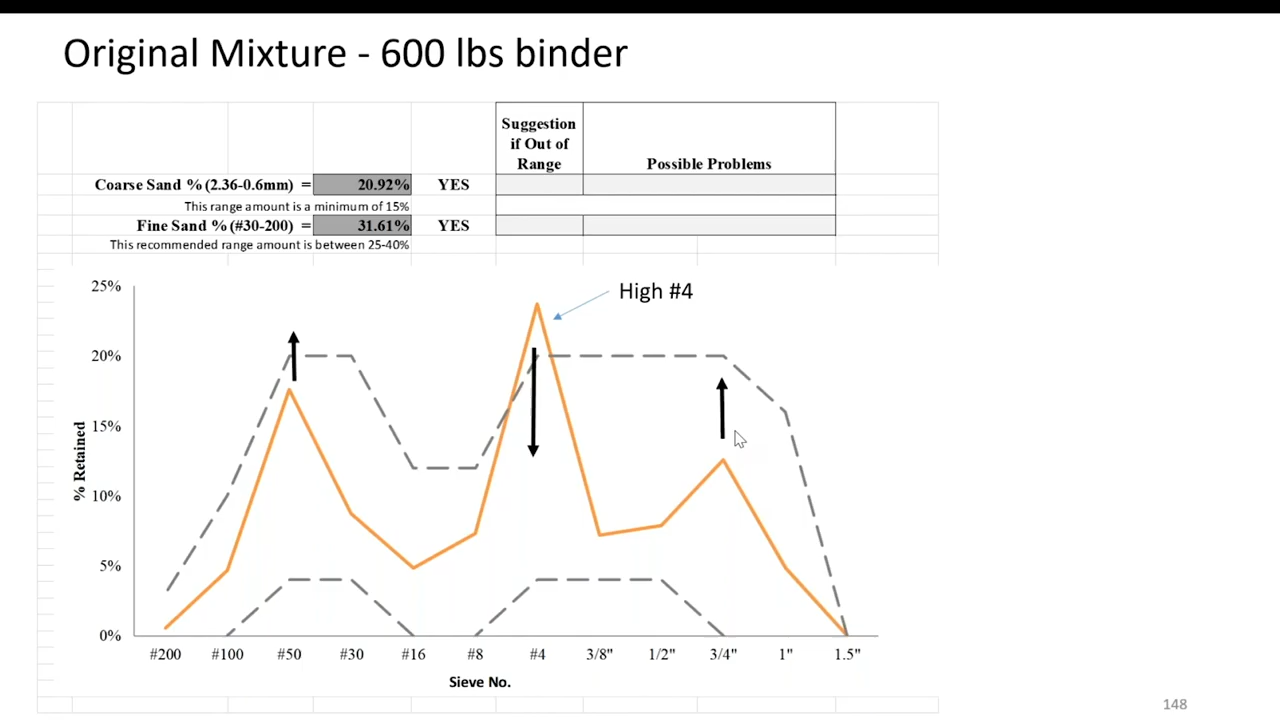 Original Mixture - 600 lbs binder
Suggestion
if Out of
Range
Possible Problems
Coarse Sand % (2.36-0.6mm) = 20.92% YES
This range amount is a minimum of 15%
Fine Sand % (#30-200) = 31.61% YES
This recommended range amount is between 25-40%
High #4
25%
20%
15%
10%
5%
0%
% Retained
#200 #100 #50 #30 #16 #8 #4 3/8" 1/2" 3/4" 1" 1.5"
Sieve No.
148